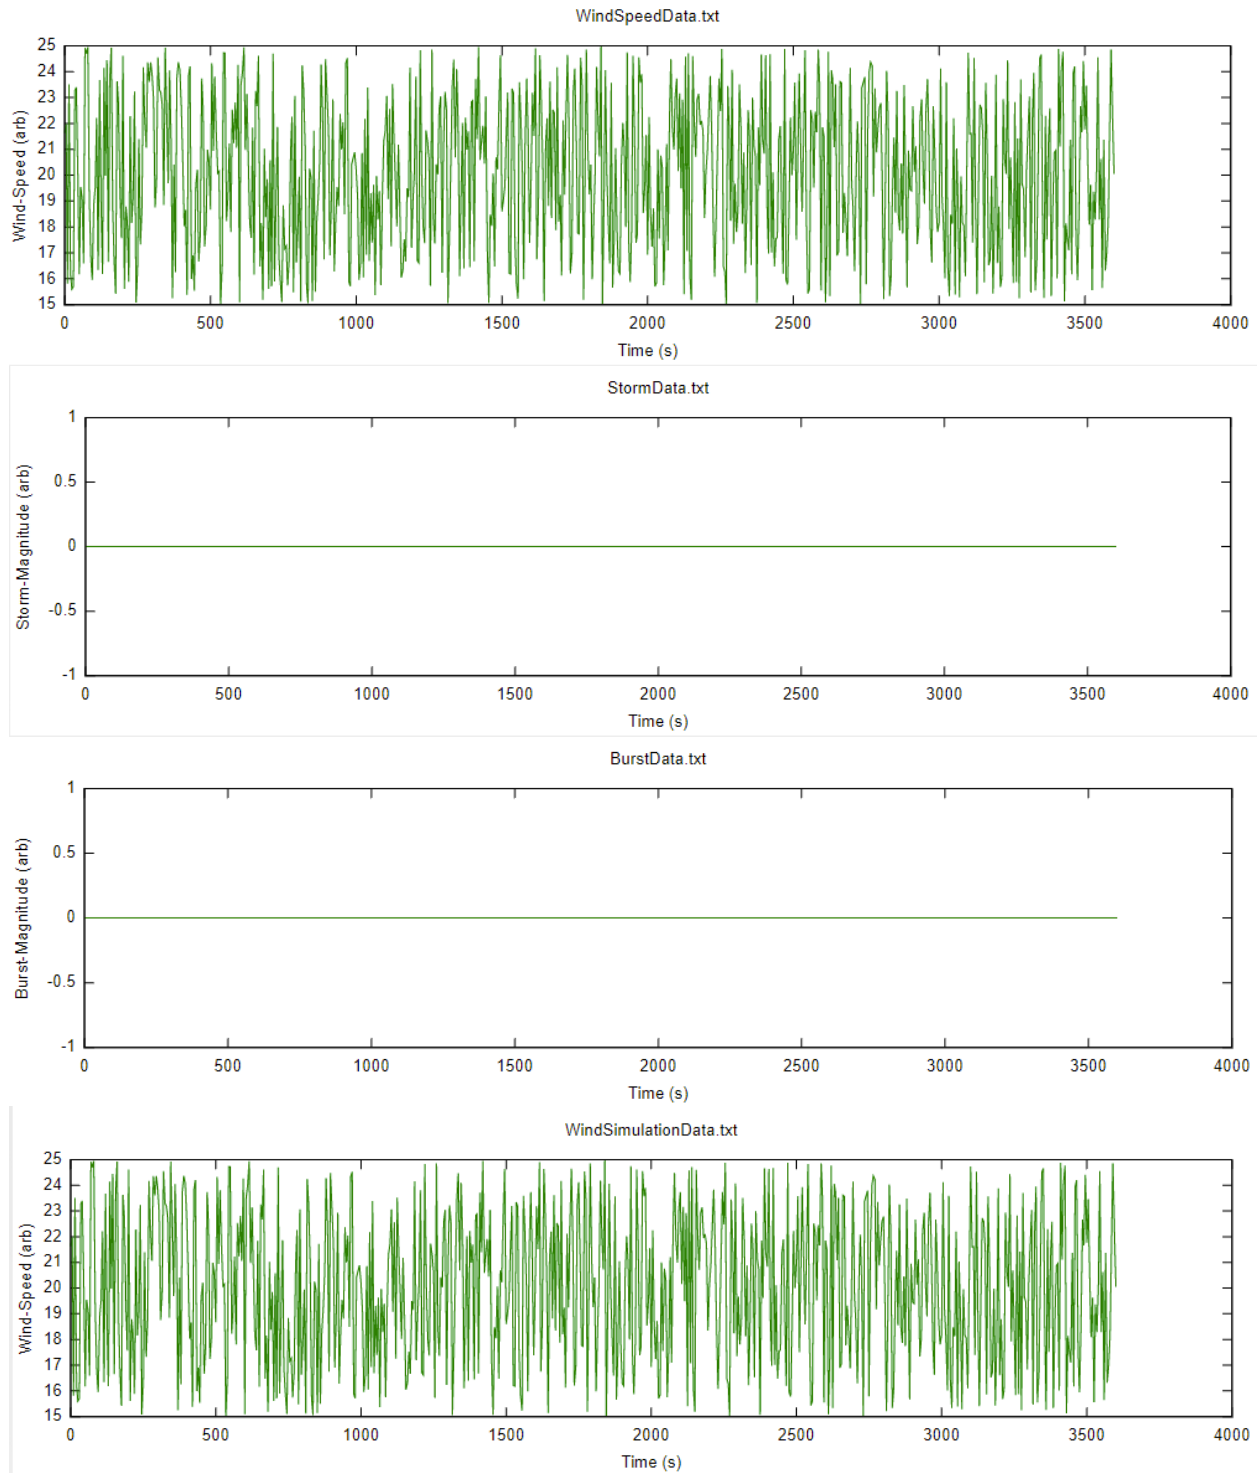 WindSpeedData.txt
25
24
23
22
21
20
19
18
17
16
15
Wind-Speed (arb)
0 500 1000 1500 2000 2500 3000 3500 4000
Time (s)
StormData.txt
1
0.5
0
-0.5
-1
Storm-Magnitude (arb)
0 500 1000 1500 2000 2500 3000 3500 4000
Time (s)
BurstData.txt
1
0.5
0
-0.5
-1
Burst-Magnitude (arb)
0 500 1000 1500 2000 2500 3000 3500 4000
Time (s)
WindSimulationData.txt
25
24
23
22
21
20
19
18
17
16
15
Wind-Speed (arb)
0 500 1000 1500 2000 2500 3000 3500 4000
Time (s)